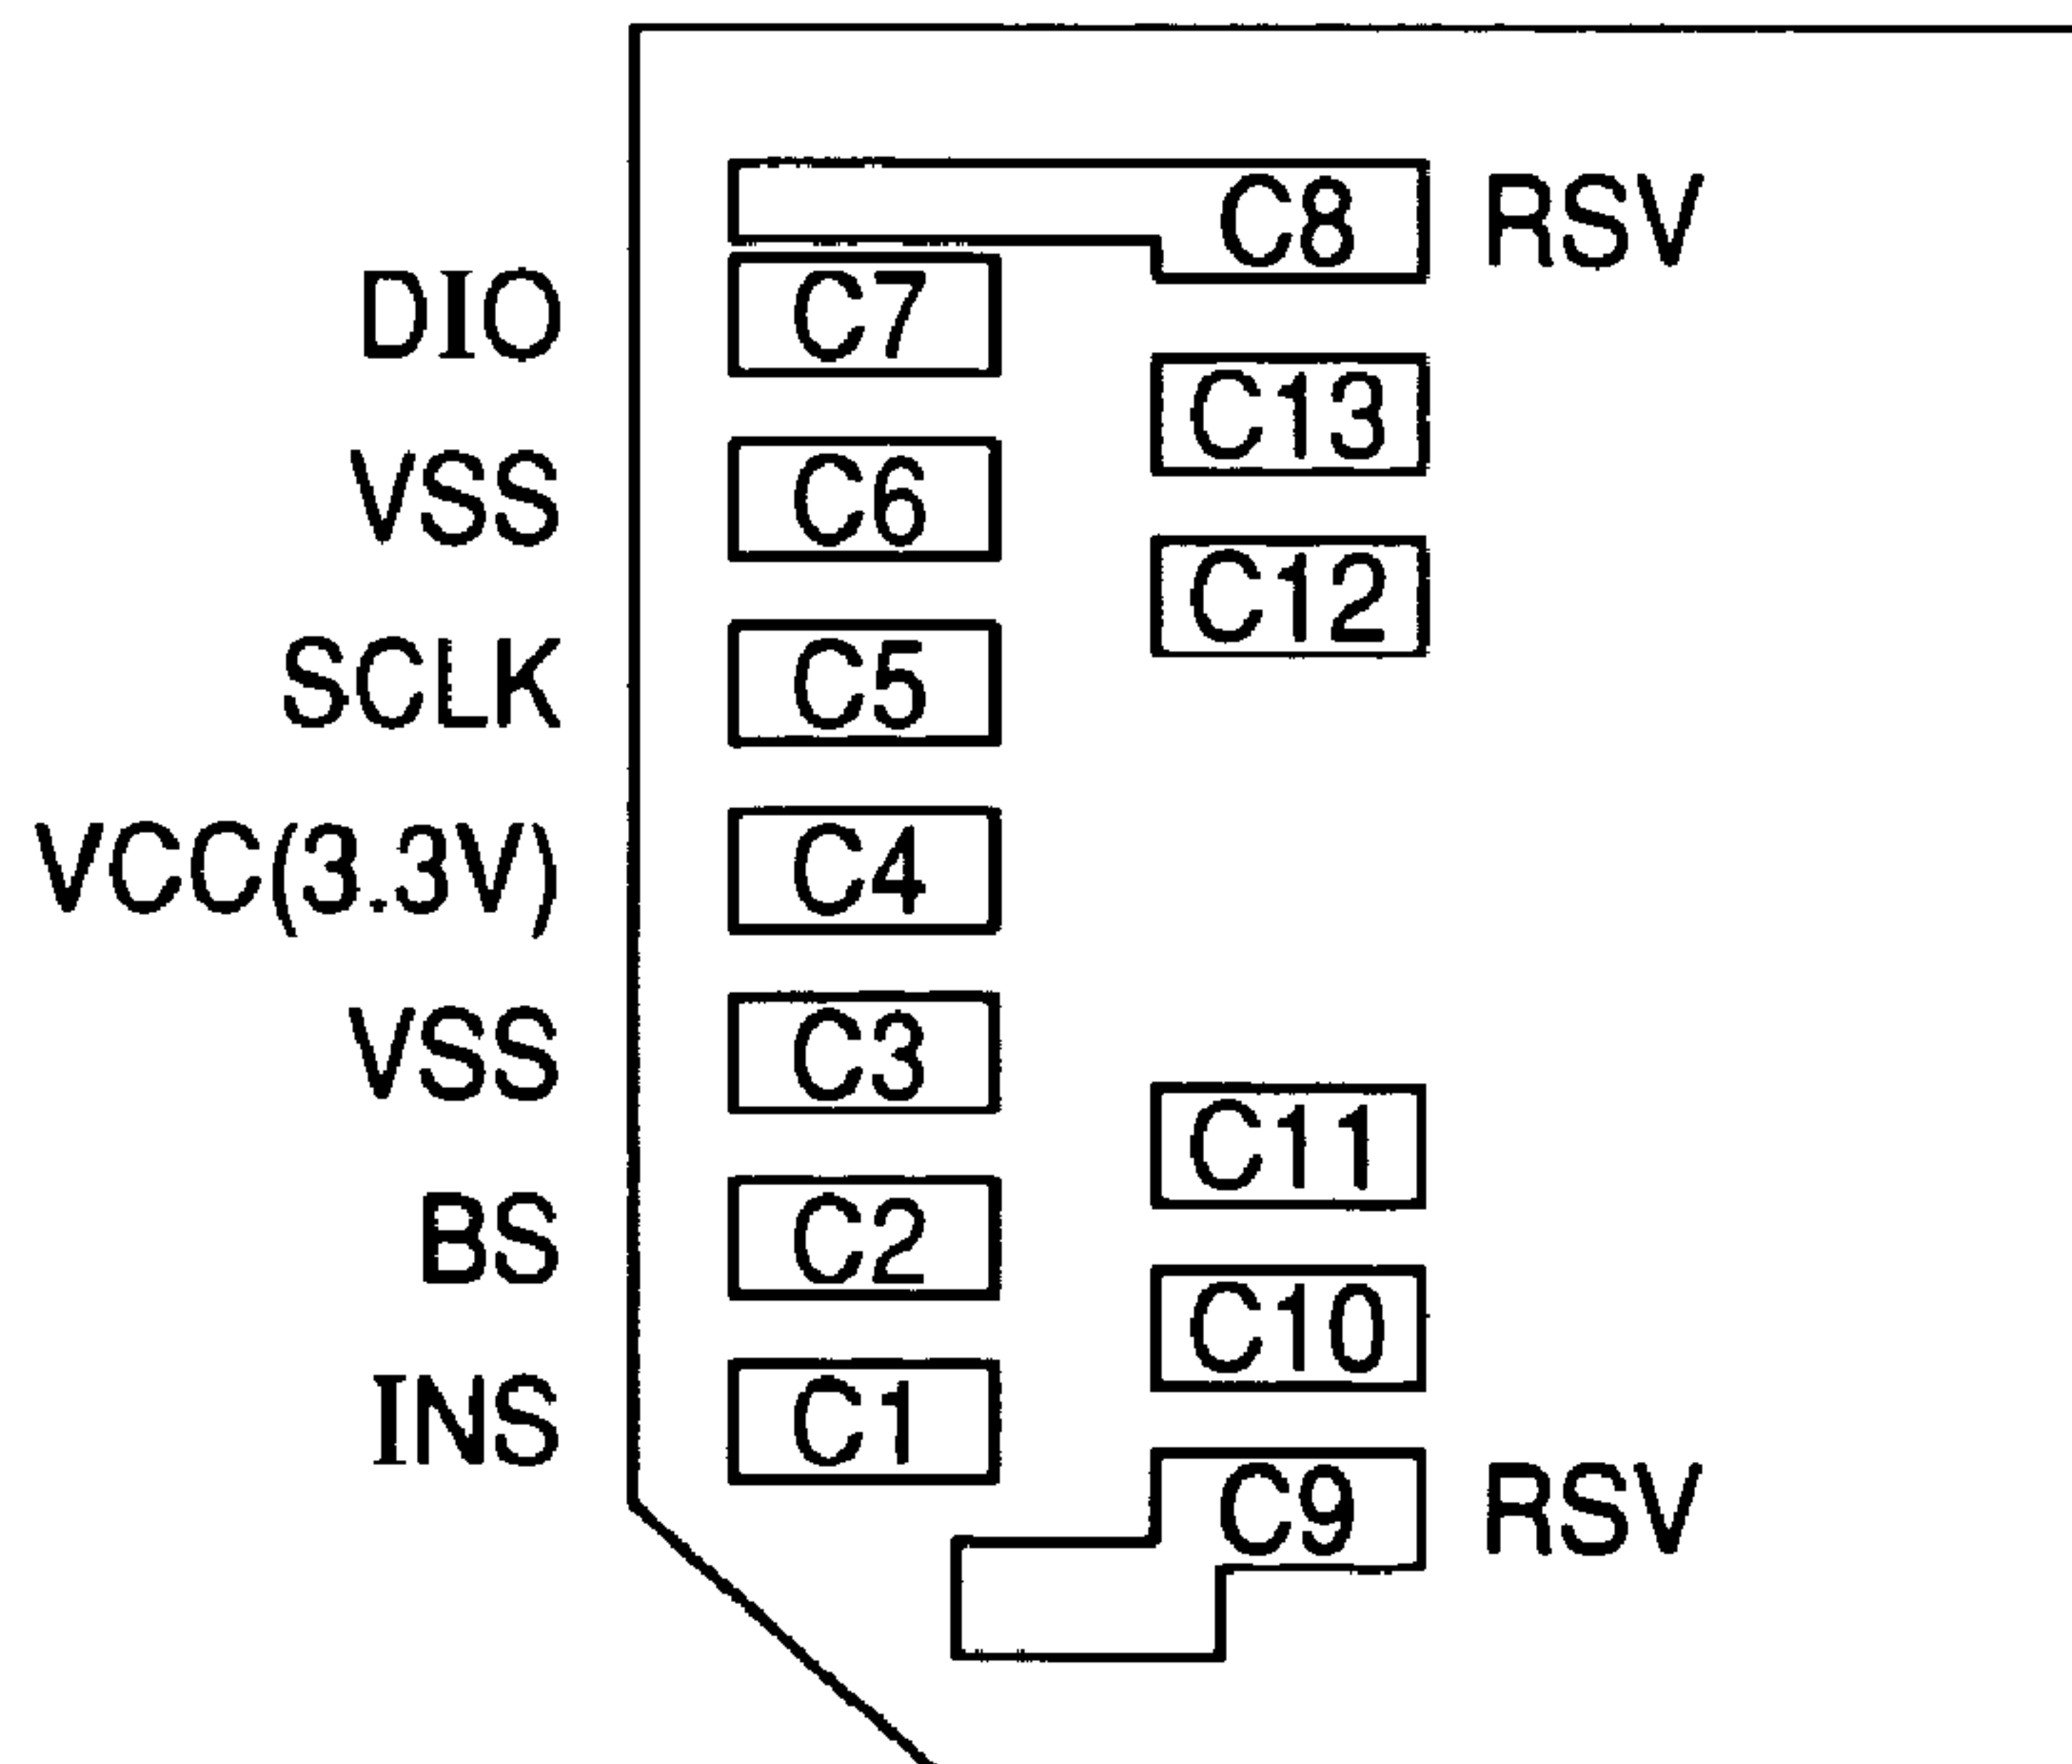 C8 RSV
DIO C7
C13
VSS C6
C12
SCLK C5
VCC(3.3V) C4
VSS C3
C11
BS C2
C10
INS C1
C9 RSV